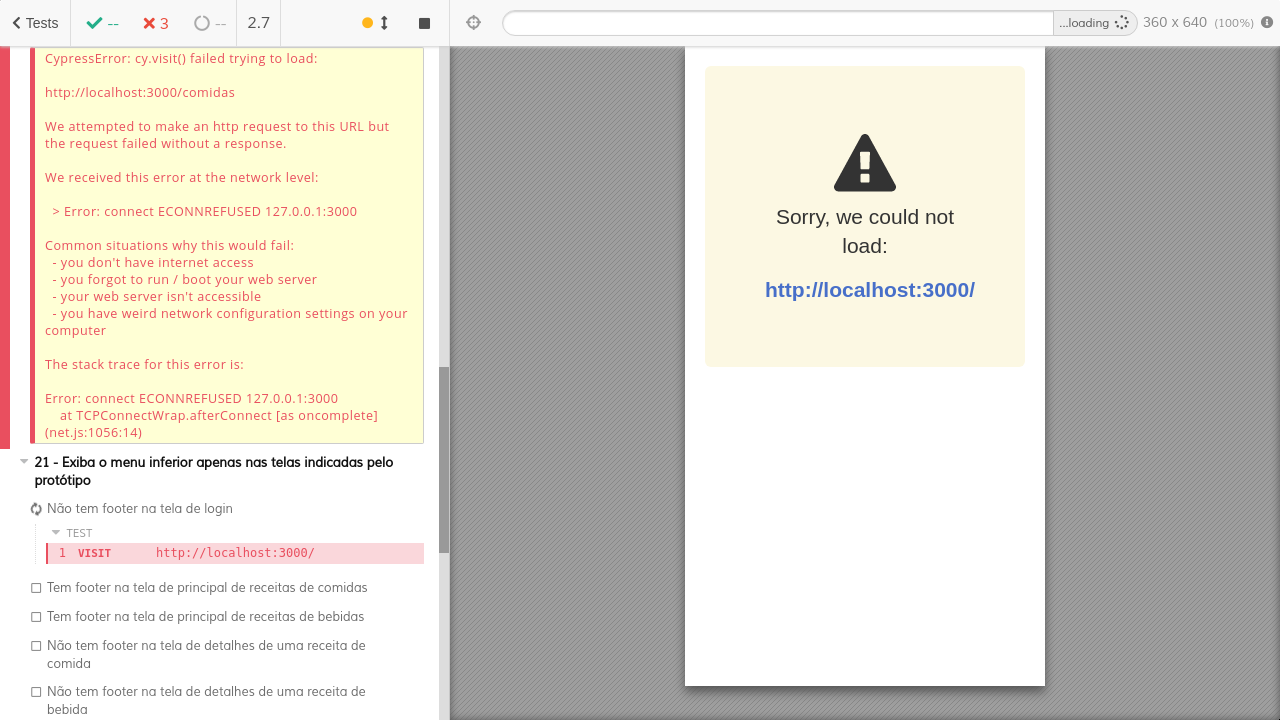 Tests
--
3
--
2.7
...loading
360 x 640 (100%)
CypressError: cy.visit() failed trying to load:
http://localhost:3000/comidas
We attempted to make an http request to this URL but
the request failed without a response.
We received this error at the network level:
> Error: connect ECONNREFUSED 127.0.0.1:3000
Common situations why this would fail:
- you don't have internet access
- you forgot to run / boot your web server
- your web server isn't accessible
- you have weird network configuration settings on your
computer
The stack trace for this error is:
Error: connect ECONNREFUSED 127.0.0.1:3000
at TCPConnectWrap.afterConnect [as oncomplete]
(net.js:1056:14)
21 - Exiba o menu inferior apenas nas telas indicadas pelo
protótipo
Não tem footer na tela de login
TEST
1 VISIT http://localhost:3000/
Tem footer na tela de principal de receitas de comidas
Tem footer na tela de principal de receitas de bebidas
Não tem footer na tela de detalhes de uma receita de
comida
Não tem footer na tela de detalhes de uma receita de
bebida
Sorry, we could not
load:
http://localhost:3000/